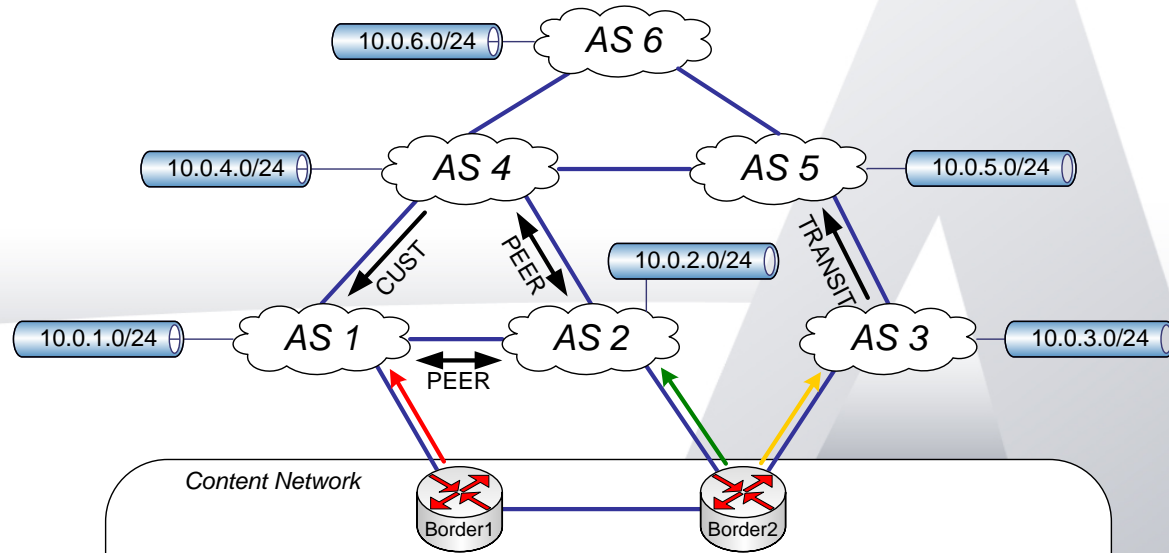 AS 6
10.0.6.0/24
AS 4
AS 5
10.0.4.0/24
10.0.5.0/24
CUST
PEER
TRANSIT
10.0.2.0/24
10.0.1.0/24
AS 1
AS 2
AS 3
10.0.3.0/24
PEER
Content Network
Border1
Border2